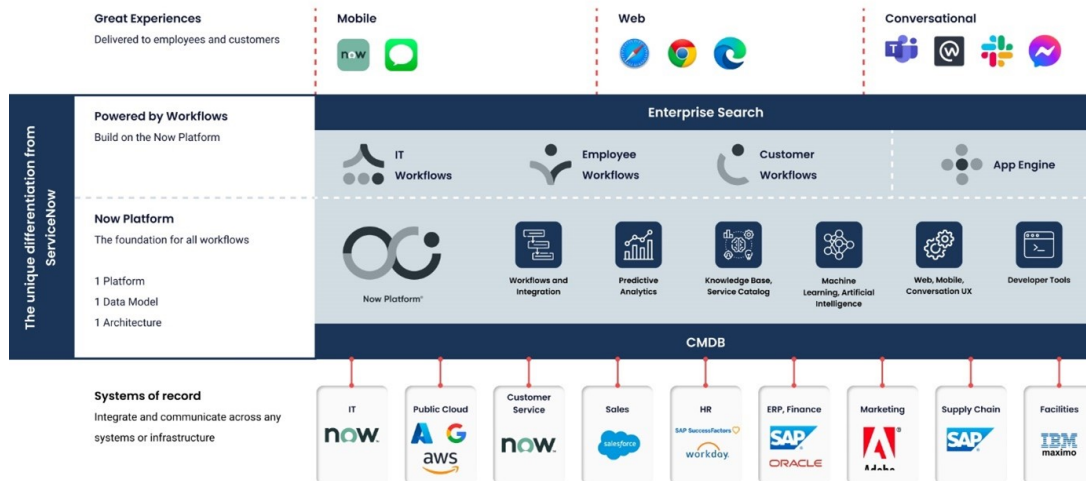 Great Experiences
Delivered to employees and customers
Mobile
now
Web
Conversational
T
The unique differentiation from
ServiceNow
Powered by Workflows
Build on the Now Platform
Enterprise Search
IT
Workflows
Employee
Workflows
Customer
Workflows
App Engine
Now Platform
The foundation for all workflows
1 Platform
1 Data Model
1 Architecture
Now Platform®
Workflows and
Integration
Predictive
Analytics
Knowledge Base,
Service Catalog
Machine
Learning, Artificial
Intelligence
Web, Mobile,
Conversation UX
Developer Tools
CMDB
Systems of record
Integrate and communicate across any
systems or infrastructure
IT
now
Public Cloud
aws
Customer
Service
now
Sales
salesforce
HR
SAP SuccessFactors
workday.
ERP, Finance
SAP
ORACLE
Marketing
Adobe
Supply Chain
SAP
Facilities
IBM
maximo